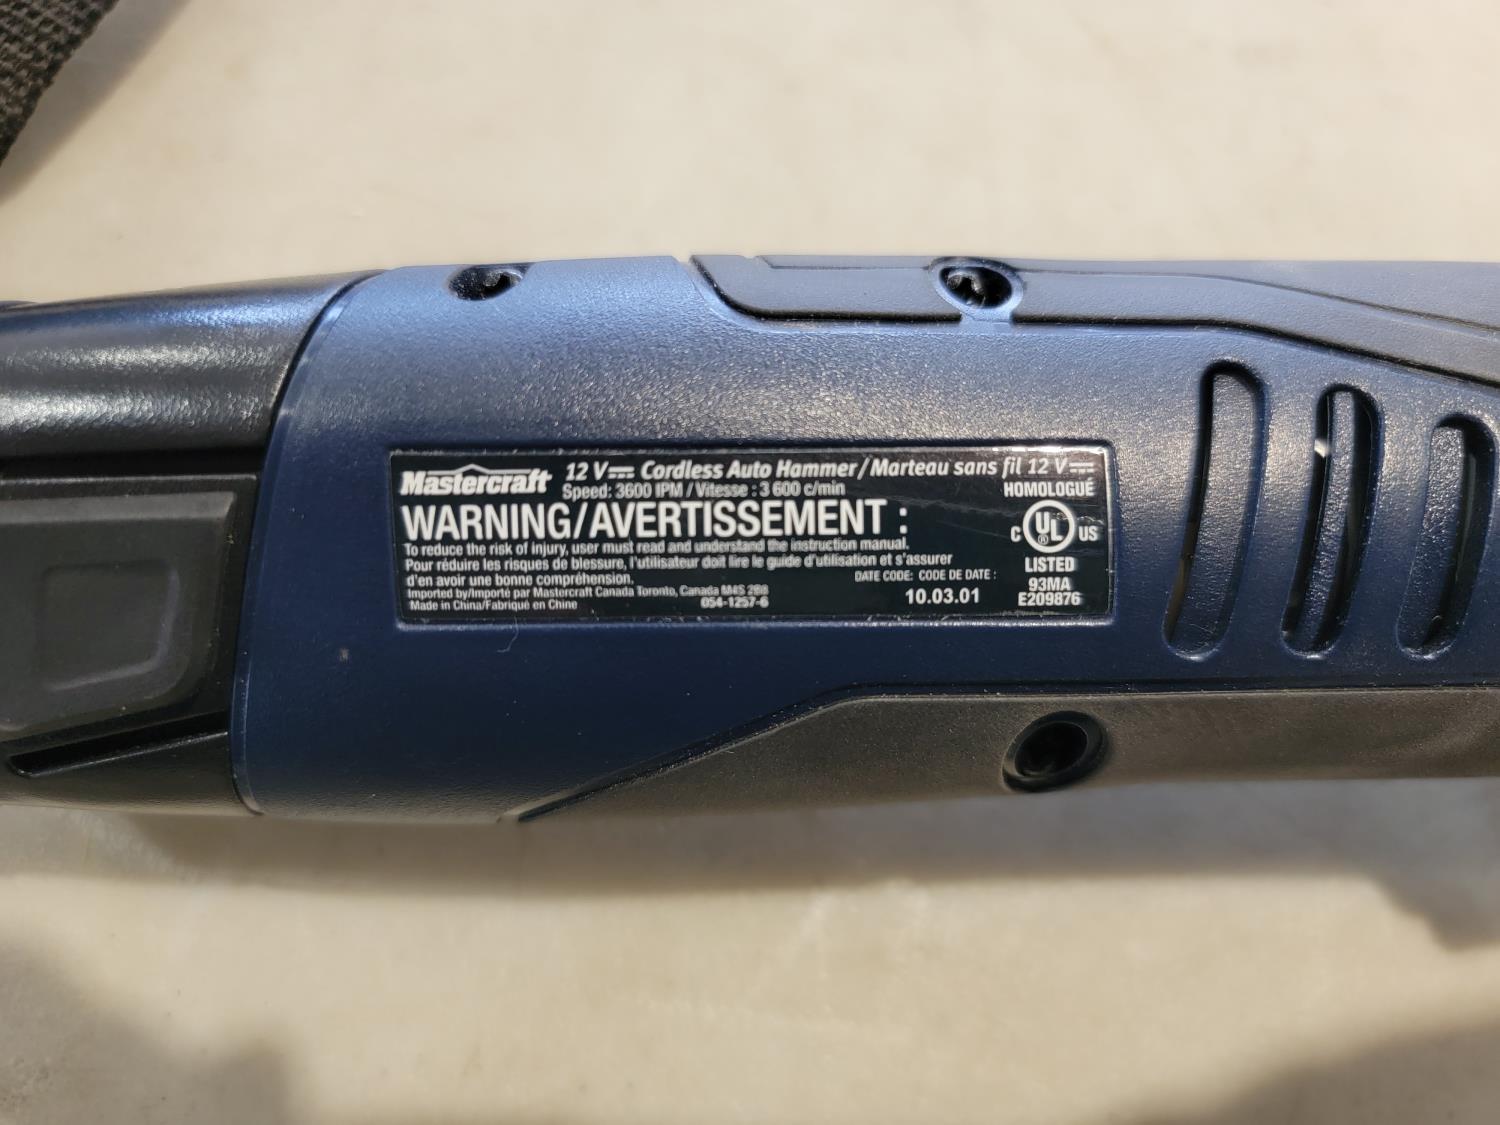 Mastercraft 12 V⎓ Cordless Auto Hammer/Marteau sans fil 12 V⎓
Speed: 3600 IPM / Vitesse : 3 600 c/min
HOMOLOGUÉ
WARNING/AVERTISSEMENT :
C UL ® US
To reduce the risk of injury, user must read and understand the instruction manual.
Pour réduire les risques de blessure, l'utilisateur doit lire le guide d'utilisation et s'assurer
d'en avoir une bonne compréhension.
LISTED
93MA
E209876
DATE CODE: CODE DE DATE :
10.03.01
Imported by/Importé par Mastercraft Canada Toronto, Canada M4S 2B8
Made in China/Fabriqué en Chine
054-1257-6